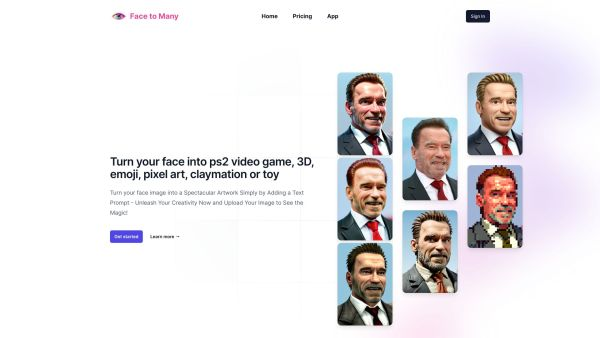 Face to Many
Home
Pricing
App
Sign In
Turn your face into ps2 video game, 3D,
emoji, pixel art, claymation or toy
Turn your face image into a Spectacular Artwork Simply by Adding a Text
Prompt - Unleash Your Creativity Now and Upload Your Image to See the
Magic!
Get started
Learn more →